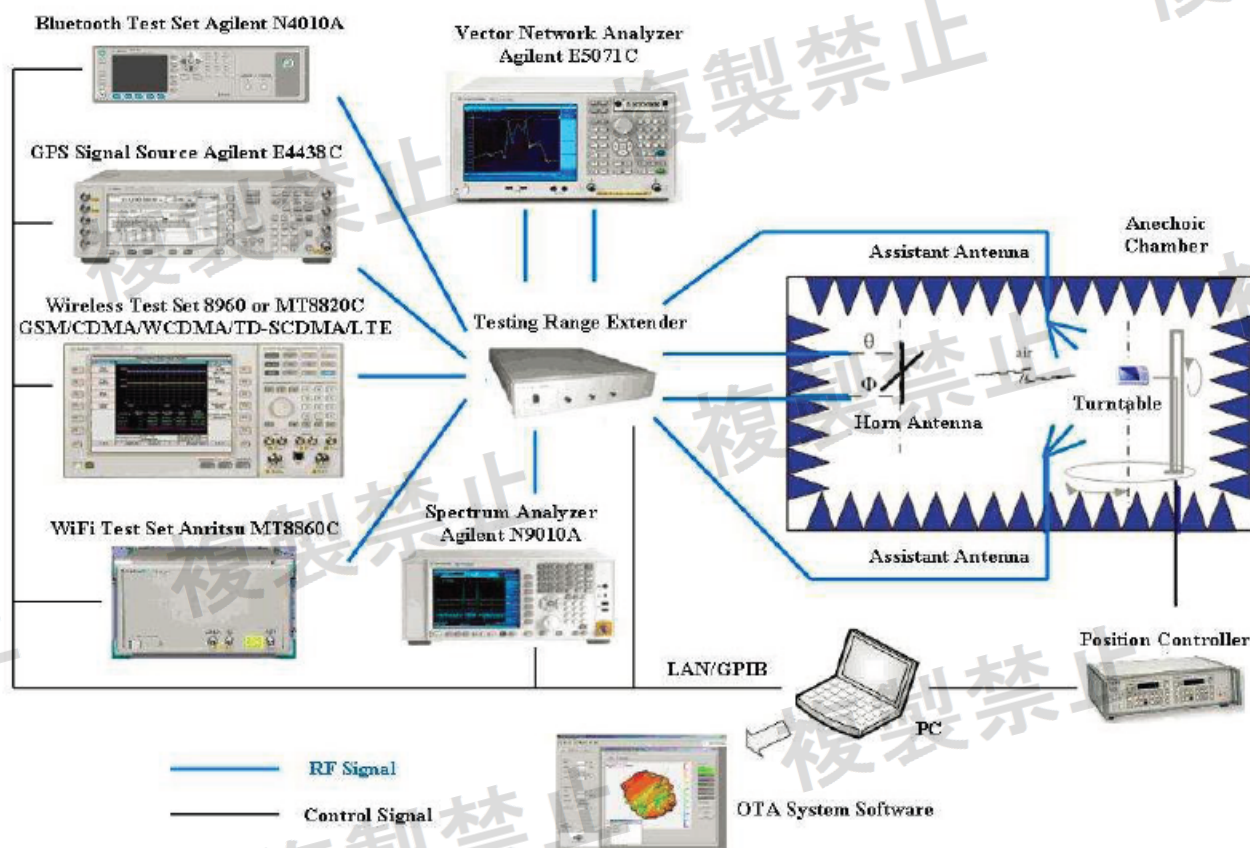 Bluetooth Test Set Agilent N4010A
Vector Network Analyzer
Agilent E5071C
GPS Signal Source Agilent E4438C
Wireless Test Set 8960 or MT8820C
GSM/CDMA/WCDMA/TD-SCDMA/LTE
Testing Range Extender
Assistant Antenna
Anechoic
Chamber
θ
Φ
air
Horn Antenna
Turntable
WiFi Test Set Anritsu MT8860C
Spectrum Analyzer
Agilent N9010A
Assistant Antenna
Position Controller
LAN/GPIB
PC
RF Signal
Control Signal
OTA System Software
複製禁止
複製禁止
複製禁止
複製禁止
複製禁止
複製禁止